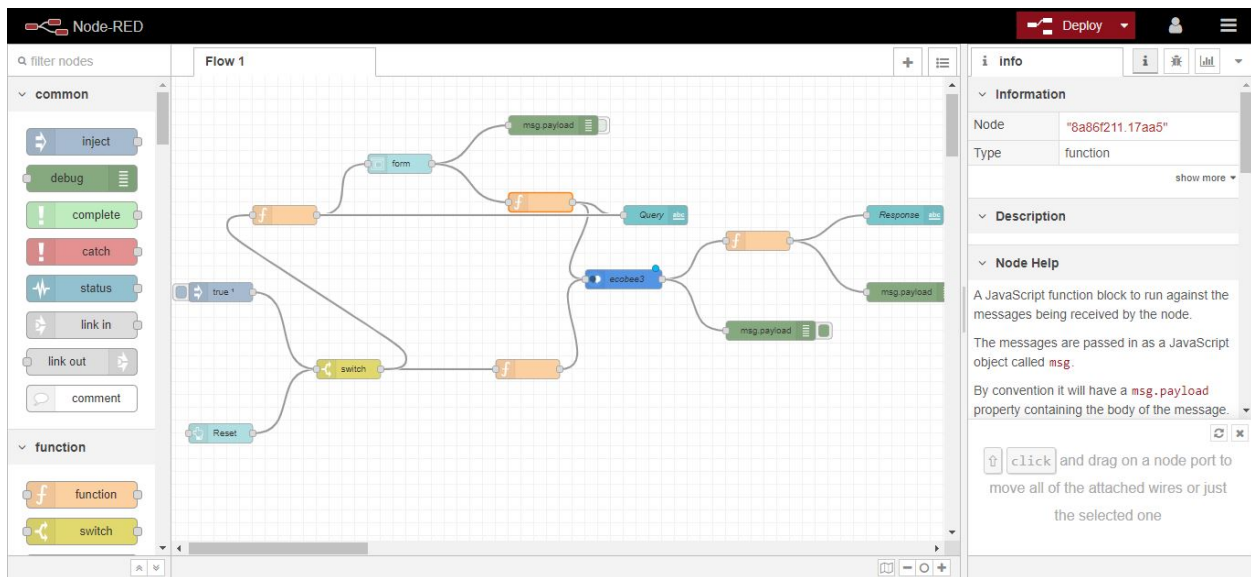 Node-RED
Deploy
filter nodes
common
inject
debug
complete
catch
status
link in
link out
comment
function
function
switch
Flow 1
msg.payload
form
Query
Response
true *
ecobee3
msg.payload
msg.payload
switch
Reset
i info
i
Information
Node "8a86f211.17aa5"
Type function
show more
Description
Node Help
A JavaScript function block to run against the
messages being received by the node.
The messages are passed in as a JavaScript
object called msg.
By convention it will have a msg.payload
property containing the body of the message.
click and drag on a node port to
move all of the attached wires or just
the selected one